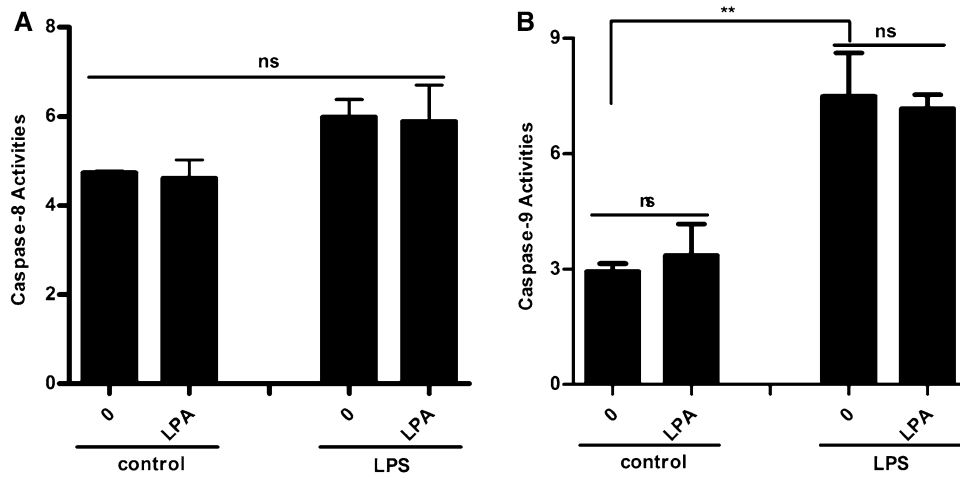 A
Caspase-8 Activities
8
6
4
2
0
ns
0
LPA
0
LPA
control
LPS
B
Caspase-9 Activities
9
6
3
0
**
ns
ns
0
LPA
0
LPA
control
LPS